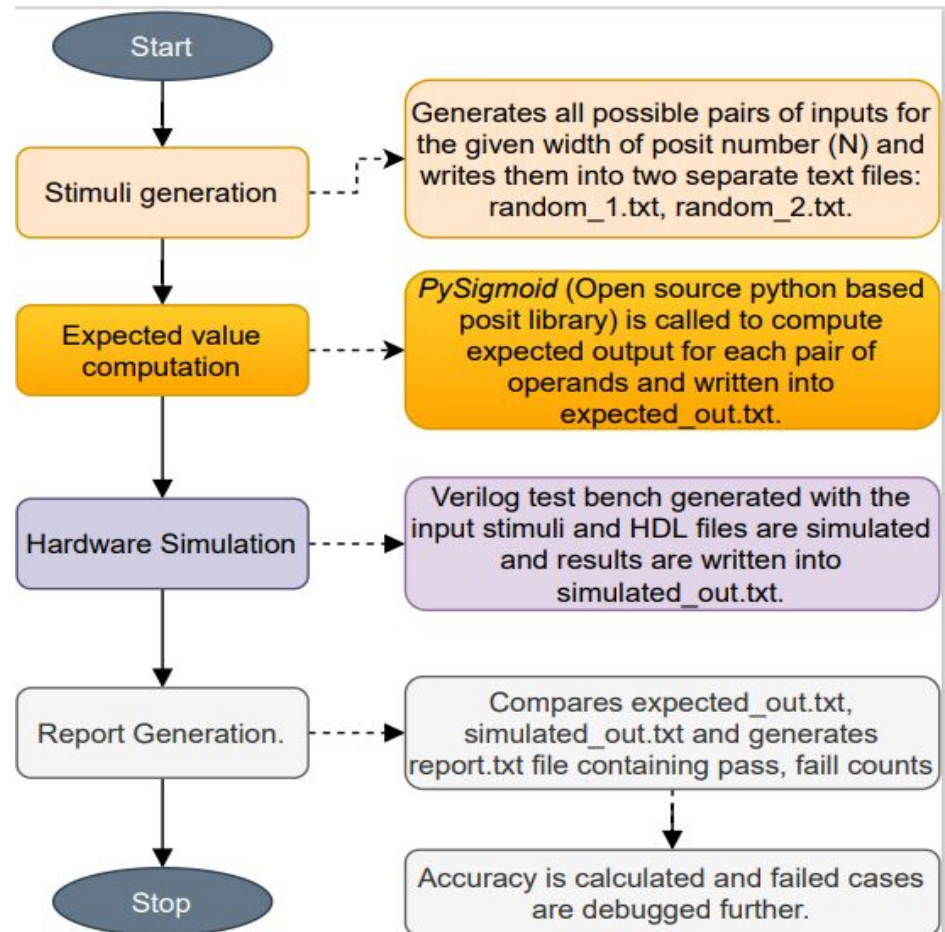 Start
Stimuli generation
Generates all possible pairs of inputs for
the given width of posit number (N) and
writes them into two separate text files:
random_1.txt, random_2.txt.
Expected value
computation
PySigmoid (Open source python based
posit library) is called to compute
expected output for each pair of
operands and written into
expected_out.txt.
Hardware Simulation
Verilog test bench generated with the
input stimuli and HDL files are simulated
and results are written into
simulated_out.txt.
Report Generation.
Compares expected_out.txt,
simulated_out.txt and generates
report.txt file containing pass, faill counts
Stop
Accuracy is calculated and failed cases
are debugged further.